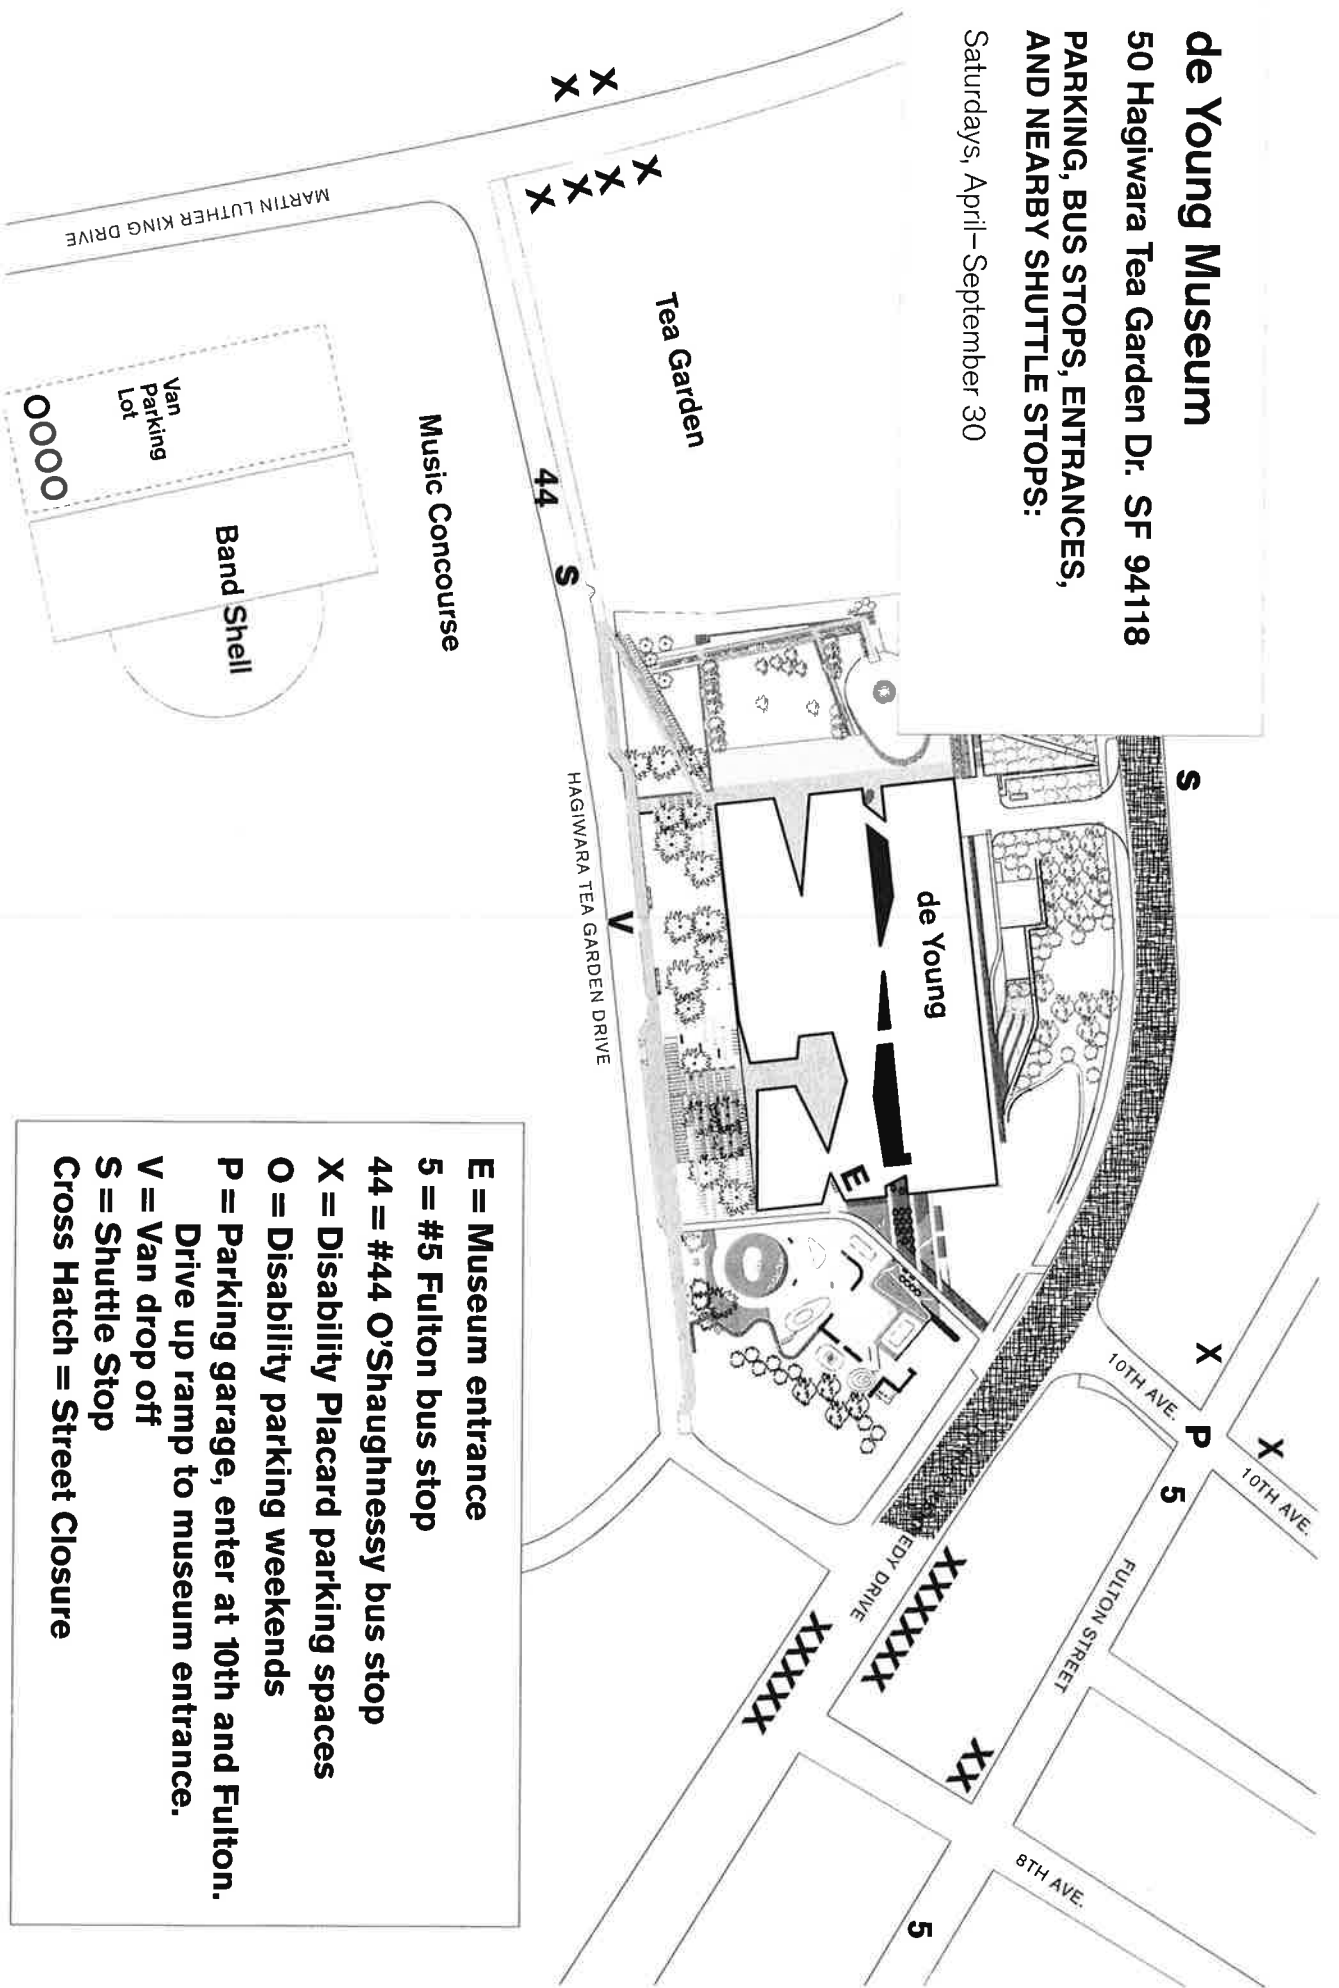 de Young Museum
50 Hagiwara Tea Garden Dr. SF 94118
PARKING, BUS STOPS, ENTRANCES,
AND NEARBY SHUTTLE STOPS:
Saturdays, April–September 30
S
X
X
10TH AVE.
10TH AVE.
P
5
FULTON STREET
EDY DRIVE
XXXXXXX
XXXXXX
XX
8TH AVE.
5
de Young
E
Tea Garden
X
X
X
X
X
X
MARTIN LUTHER KING DRIVE
44
S
V
HAGIWARA TEA GARDEN DRIVE
Music Concourse
Van
Parking
Lot
OOOO
Band Shell
E = Museum entrance
5 = #5 Fulton bus stop
44 = #44 O'Shaughnessy bus stop
X = Disability Placard parking spaces
O = Disability parking weekends
P = Parking garage, enter at 10th and Fulton.
Drive up ramp to museum entrance.
V = Van drop off
S = Shuttle Stop
Cross Hatch = Street Closure